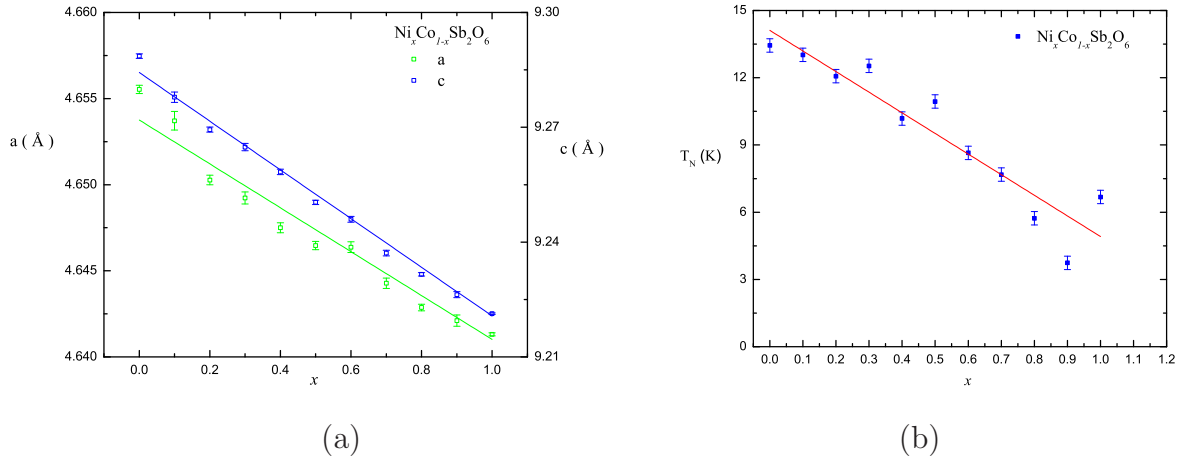 4.660
4.655
4.650
4.645
4.640
a ( Å )
9.30
9.27
9.24
9.21
c ( Å )
NixCo1-xSb2O6
a
c
0.0 0.2 0.4 0.6 0.8 1.0
x
(a)
15
12
9
6
3
0
TN (K)
NixCo1-xSb2O6
0.0 0.1 0.2 0.3 0.4 0.5 0.6 0.7 0.8 0.9 1.0 1.1 1.2
x
(b)